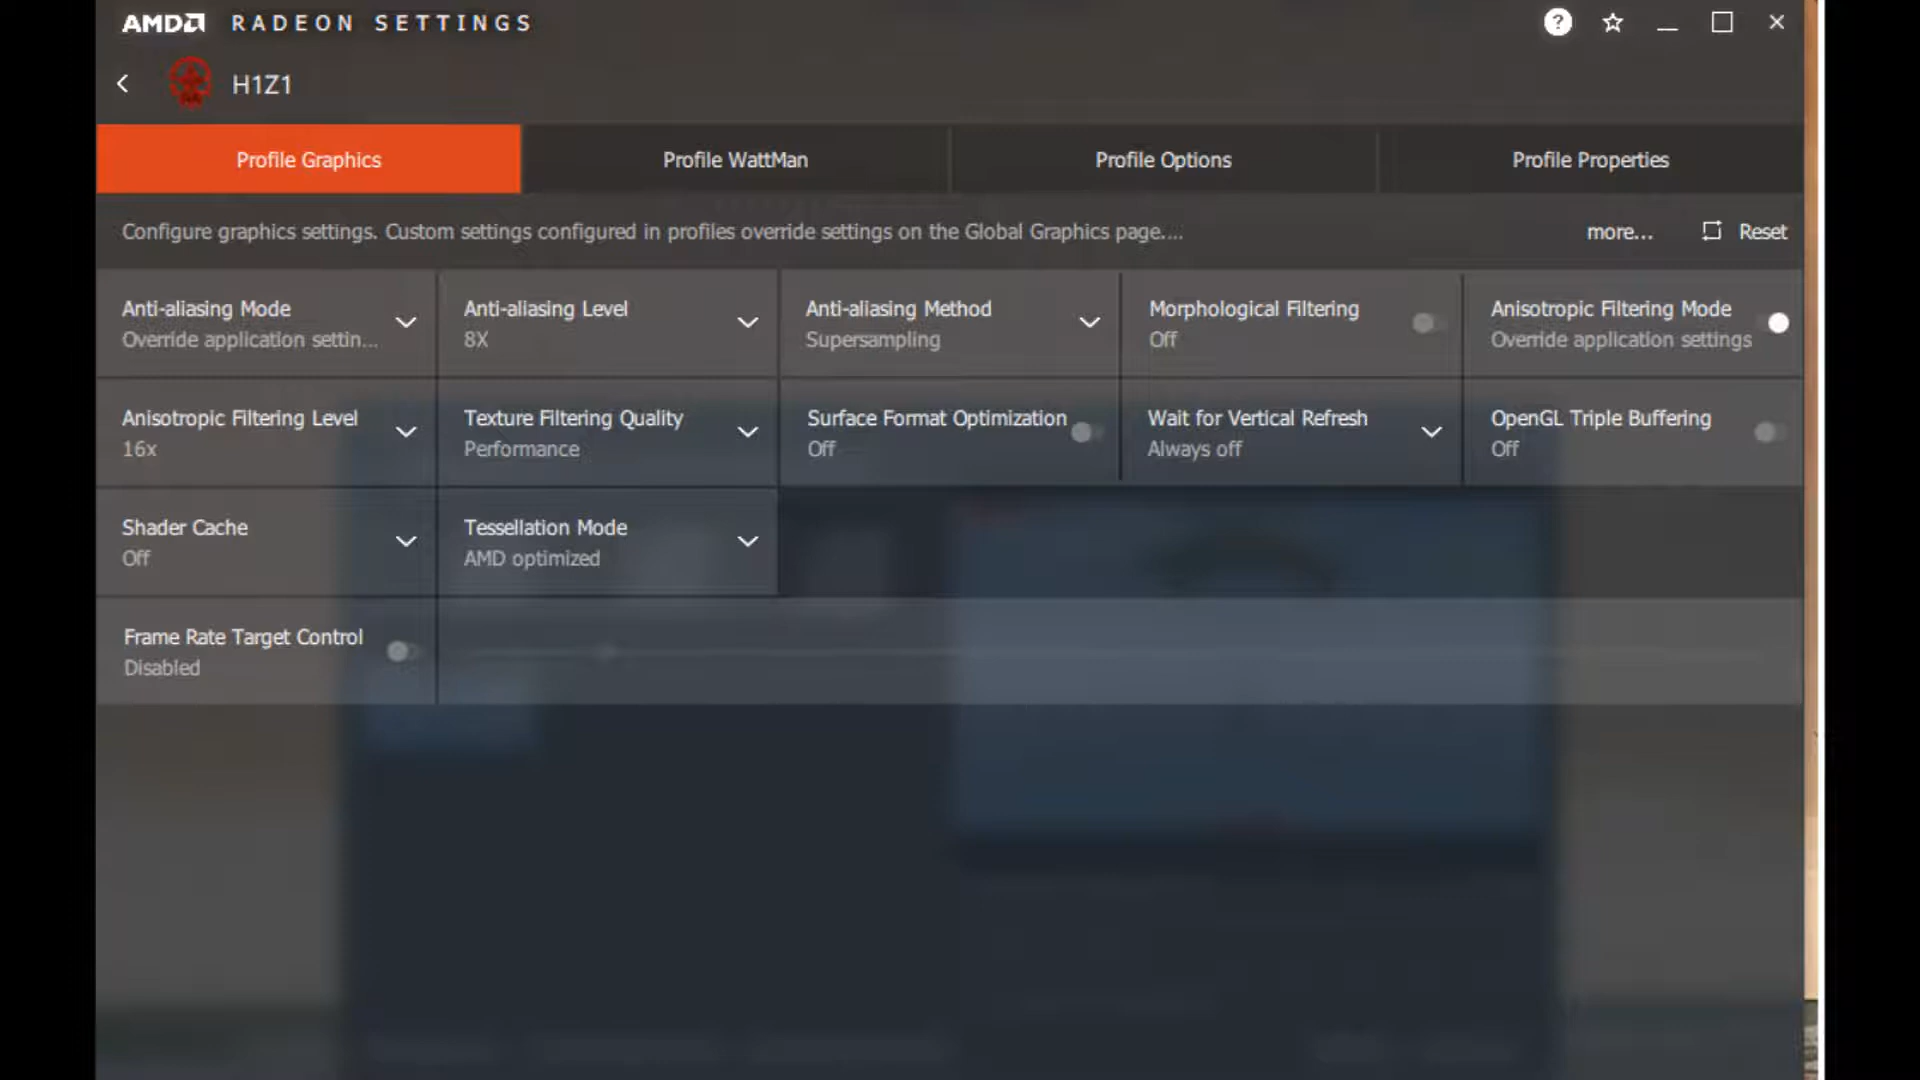 AMD RADEON SETTINGS
H1Z1
Profile Graphics
Profile WattMan
Profile Options
Profile Properties
Configure graphics settings. Custom settings configured in profiles override settings on the Global Graphics page....
more...
Reset
Anti-aliasing Mode
Override application settin...
Anti-aliasing Level
8X
Anti-aliasing Method
Supersampling
Morphological Filtering
Off
Anisotropic Filtering Mode
Override application settings
Anisotropic Filtering Level
16x
Texture Filtering Quality
Performance
Surface Format Optimization
Off
Wait for Vertical Refresh
Always off
OpenGL Triple Buffering
Off
Shader Cache
Off
Tessellation Mode
AMD optimized
Frame Rate Target Control
Disabled